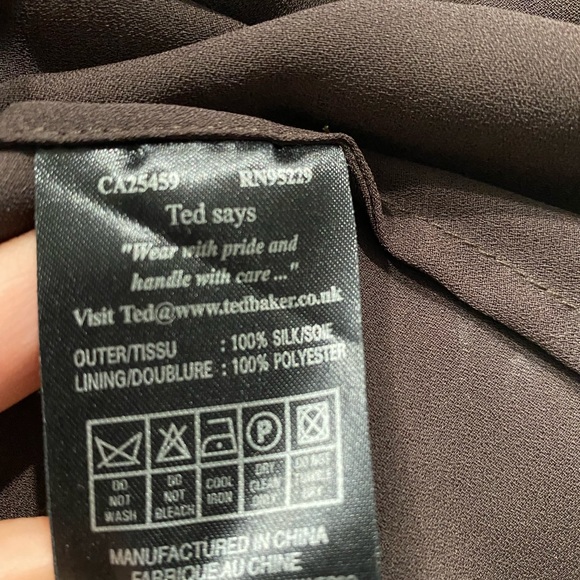 CA25459 RN95229
Ted says
"Wear with pride and
handle with care ..."
Visit Ted@www.tedbaker.co.uk
OUTER/TISSU : 100% SILK/SOIE
LINING/DOUBLURE : 100% POLYESTER
P
DO NOT WASH
DO NOT BLEACH
COOL IRON
DRY CLEAN ONLY
DO NOT TUMBLE DRY
MANUFACTURED IN CHINA
FABRIQUE AU CHINE